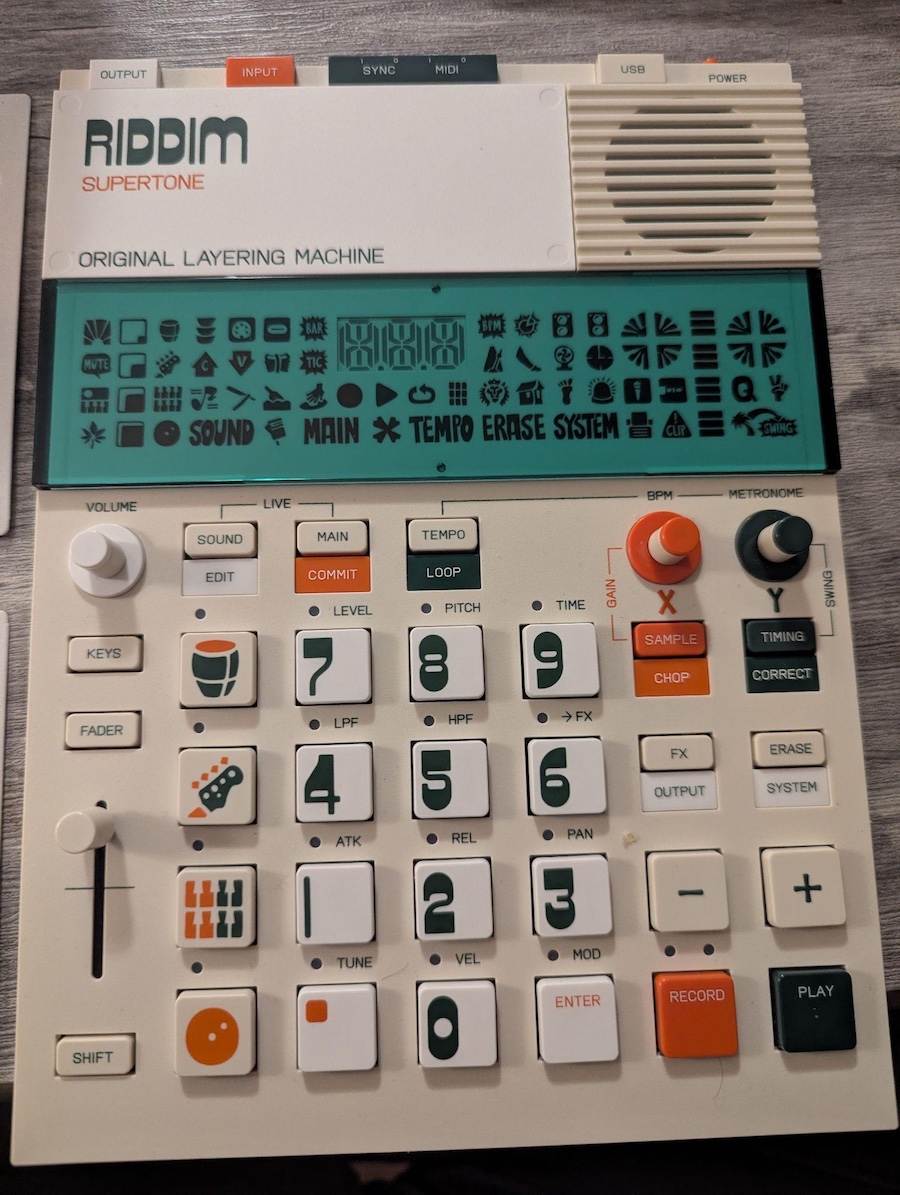 OUTPUT INPUT SYNC MIDI USB POWER
RIDDIM
SUPERTONE
ORIGINAL LAYERING MACHINE
BAR BPM
MUTE C V TIC
Q
SOUND MAIN TEMPO ERASE SYSTEM CLIP SWING
VOLUME LIVE BPM METRONOME
SOUND MAIN TEMPO
EDIT COMMIT LOOP
GAIN X Y SWING
LEVEL PITCH TIME
KEYS 7 8 9 SAMPLE TIMING
CHOP CORRECT
LPF HPF →FX
FADER 4 5 6 FX ERASE
OUTPUT SYSTEM
ATK REL PAN
1 2 3 - +
TUNE VEL MOD
0 ENTER RECORD PLAY
SHIFT